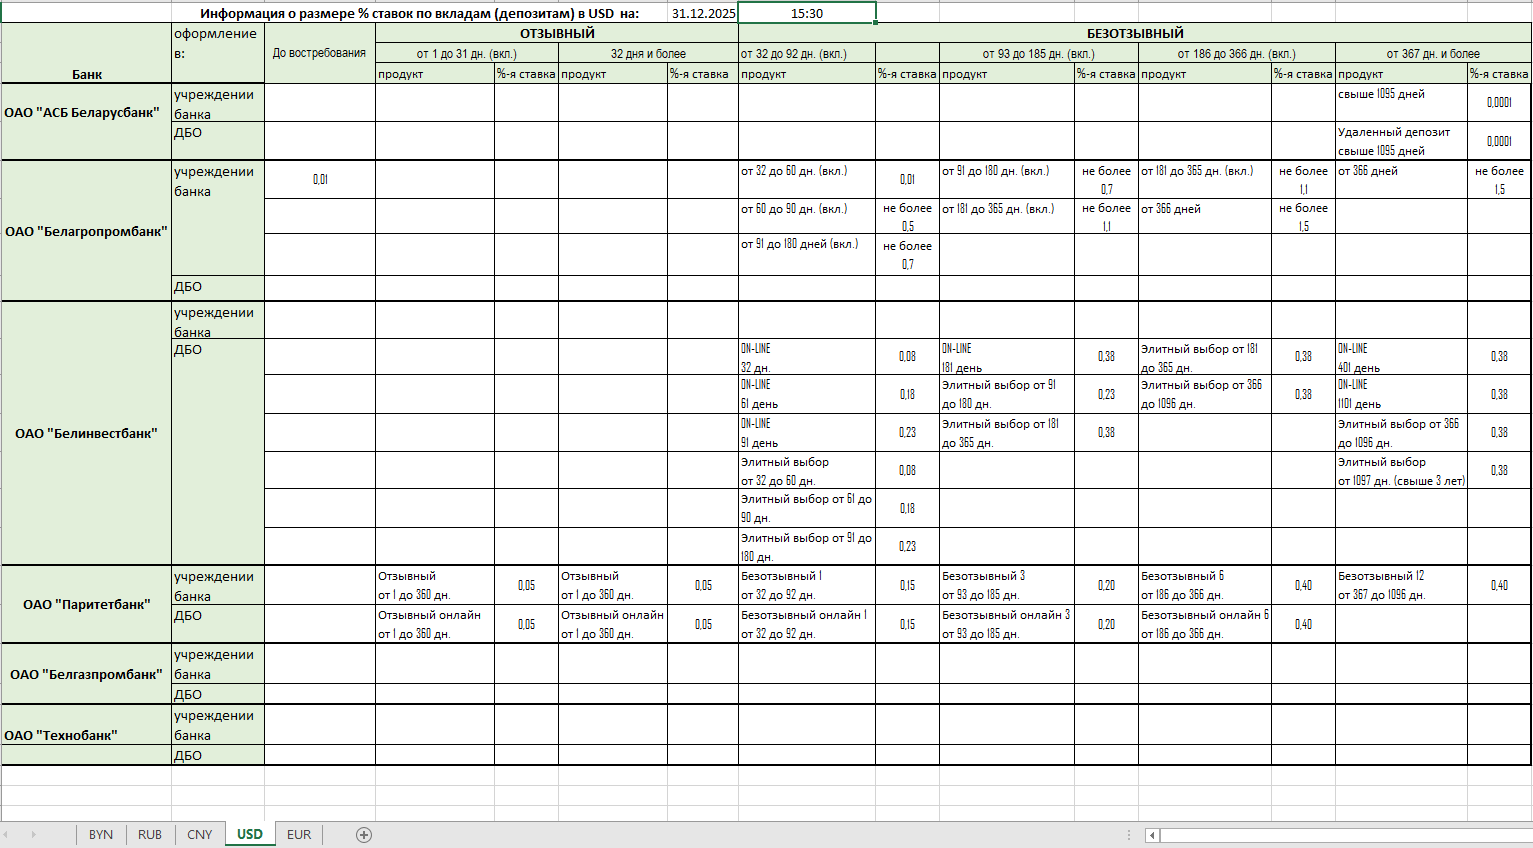 Информация о размере % ставок по вкладам (депозитам) в USD на: 31.12.2025 15:30
Банк
оформление
в:
До востребования
ОТЗЫВНЫЙ
БЕЗОТЗЫВНЫЙ
от 1 до 31 дн. (вкл.)
32 дня и более
от 32 до 92 дн. (вкл.)
от 93 до 185 дн. (вкл.)
от 186 до 366 дн. (вкл.)
от 367 дн. и более
продукт %-я ставка продукт %-я ставка продукт %-я ставка продукт %-я ставка продукт %-я ставка продукт %-я ставка
ОАО "АСБ Беларусбанк"
учреждении
банка
свыше 1095 дней
0,0001
ДБО
Удаленный депозит
свыше 1095 дней
0,0001
ОАО "Белагропромбанк"
учреждении
банка
0,01
от 32 до 60 дн. (вкл.)
0,01
от 91 до 180 дн. (вкл.)
не более
0,7
от 181 до 365 дн. (вкл.)
не более
1,1
от 366 дней
не более
1,5
от 60 до 90 дн. (вкл.)
не более
0,5
от 181 до 365 дн. (вкл.)
не более
1,1
от 366 дней
не более
1,5
от 91 до 180 дней (вкл.)
не более
0,7
ДБО
ОАО "Белинвестбанк"
учреждении
банка
ДБО
ON-LINE
32 дн.
0,08
ON-LINE
181 день
0,38
Элитный выбор от 181
до 365 дн.
0,38
ON-LINE
401 день
0,38
ON-LINE
61 день
0,18
Элитный выбор от 91
до 180 дн.
0,23
Элитный выбор от 366
до 1096 дн.
0,38
ON-LINE
1101 день
0,38
ON-LINE
91 день
0,23
Элитный выбор от 181
до 365 дн.
0,38
Элитный выбор от 366
до 1096 дн.
0,38
Элитный выбор
от 32 до 60 дн.
0,08
Элитный выбор
от 1097 дн. (свыше 3 лет)
0,38
Элитный выбор от 61 до
90 дн.
0,18
Элитный выбор от 91 до
180 дн.
0,23
ОАО "Паритетбанк"
учреждении
банка
Отзывный
от 1 до 360 дн.
0,05
Отзывный
от 1 до 360 дн.
0,05
Безотзывный 1
от 32 до 92 дн.
0,15
Безотзывный 3
от 93 до 185 дн.
0,20
Безотзывный 6
от 186 до 366 дн.
0,40
Безотзывный 12
от 367 до 1096 дн.
0,40
ДБО
Отзывный онлайн
от 1 до 360 дн.
0,05
Отзывный онлайн
от 1 до 360 дн.
0,05
Безотзывный онлайн 1
от 32 до 92 дн.
0,15
Безотзывный онлайн 3
от 93 до 185 дн.
0,20
Безотзывный онлайн 6
от 186 до 366 дн.
0,40
ОАО "Белгазпромбанк"
учреждении
банка
ДБО
ОАО "Технобанк"
учреждении
банка
ДБО
BYN RUB CNY USD EUR